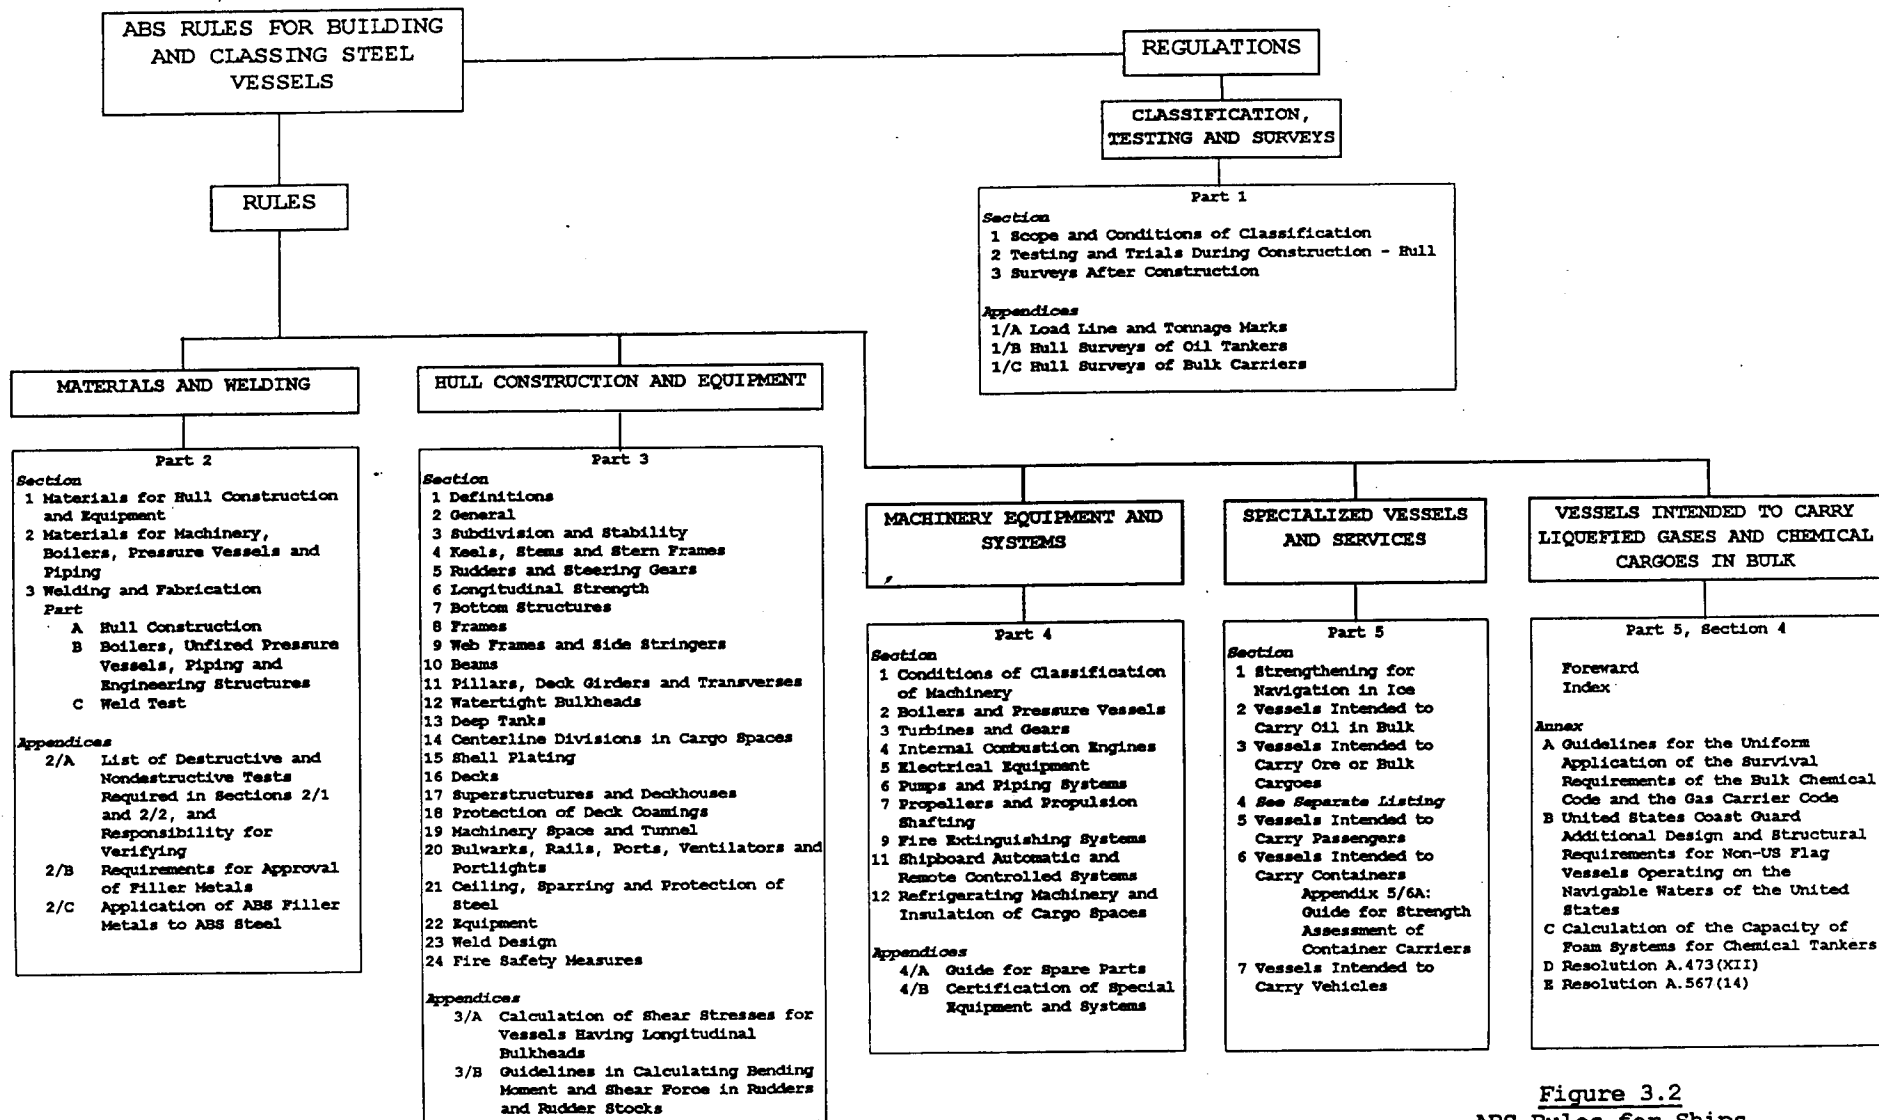 ABS RULES FOR BUILDING
AND CLASSING STEEL
VESSELS
REGULATIONS
CLASSIFICATION,
TESTING AND SURVEYS
RULES
Part 1
Section
1 Scope and Conditions of Classification
2 Testing and Trials During Construction - Hull
3 Surveys After Construction
Appendices
1/A Load Line and Tonnage Marks
1/B Hull Surveys of Oil Tankers
1/C Hull Surveys of Bulk Carriers
MATERIALS AND WELDING
Part 2
Section
1 Materials for Hull Construction
and Equipment
2 Materials for Machinery,
Boilers, Pressure Vessels and
Piping
3 Welding and Fabrication
Part
A Hull Construction
B Boilers, Unfired Pressure
Vessels, Piping and
Engineering Structures
C Weld Test
Appendices
2/A List of Destructive and
Nondestructive Tests
Required in Sections 2/1
and 2/2, and
Responsibility for
Verifying
2/B Requirements for Approval
of Filler Metals
2/C Application of ABS Filler
Metals to ABS Steel
HULL CONSTRUCTION AND EQUIPMENT
Part 3
Section
1 Definitions
2 General
3 Subdivision and Stability
4 Keels, Stems and Stern Frames
5 Rudders and Steering Gears
6 Longitudinal Strength
7 Bottom Structures
8 Frames
9 Web Frames and Side Stringers
10 Beams
11 Pillars, Deck Girders and Transverses
12 Watertight Bulkheads
13 Deep Tanks
14 Centerline Divisions in Cargo Spaces
15 Shell Plating
16 Decks
17 Superstructures and Deckhouses
18 Protection of Deck Coamings
19 Machinery Space and Tunnel
20 Bulwarks, Rails, Ports, Ventilators and
Portlights
21 Ceiling, Sparring and Protection of
Steel
22 Equipment
23 Weld Design
24 Fire Safety Measures
Appendices
3/A Calculation of Shear Stresses for
Vessels Having Longitudinal
Bulkheads
3/B Guidelines in Calculating Bending
Moment and Shear Force in Rudders
and Rudder Stocks
MACHINERY EQUIPMENT AND
SYSTEMS
Part 4
Section
1 Conditions of Classification
of Machinery
2 Boilers and Pressure Vessels
3 Turbines and Gears
4 Internal Combustion Engines
5 Electrical Equipment
6 Pumps and Piping Systems
7 Propellers and Propulsion
Shafting
9 Fire Extinguishing Systems
11 Shipboard Automatic and
Remote Controlled Systems
12 Refrigerating Machinery and
Insulation of Cargo Spaces
Appendices
4/A Guide for Spare Parts
4/B Certification of Special
Equipment and Systems
SPECIALIZED VESSELS
AND SERVICES
Part 5
Section
1 Strengthening for
Navigation in Ice
2 Vessels Intended to
Carry Oil in Bulk
3 Vessels Intended to
Carry Ore or Bulk
Cargoes
4 See Separate Listing
5 Vessels Intended to
Carry Passengers
6 Vessels Intended to
Carry Containers
Appendix 5/6A:
Guide for Strength
Assessment of
Container Carriers
7 Vessels Intended to
Carry Vehicles
VESSELS INTENDED TO CARRY
LIQUEFIED GASES AND CHEMICAL
CARGOES IN BULK
Part 5, Section 4
Foreward
Index
Annex
A Guidelines for the Uniform
Application of the Survival
Requirements of the Bulk Chemical
Code and the Gas Carrier Code
B United States Coast Guard
Additional Design and Structural
Requirements for Non-US Flag
Vessels Operating on the
Navigable Waters of the United
States
C Calculation of the Capacity of
Foam Systems for Chemical Tankers
D Resolution A.473(XII)
E Resolution A.567(14)
Figure 3.2
ABS Rules for Ships